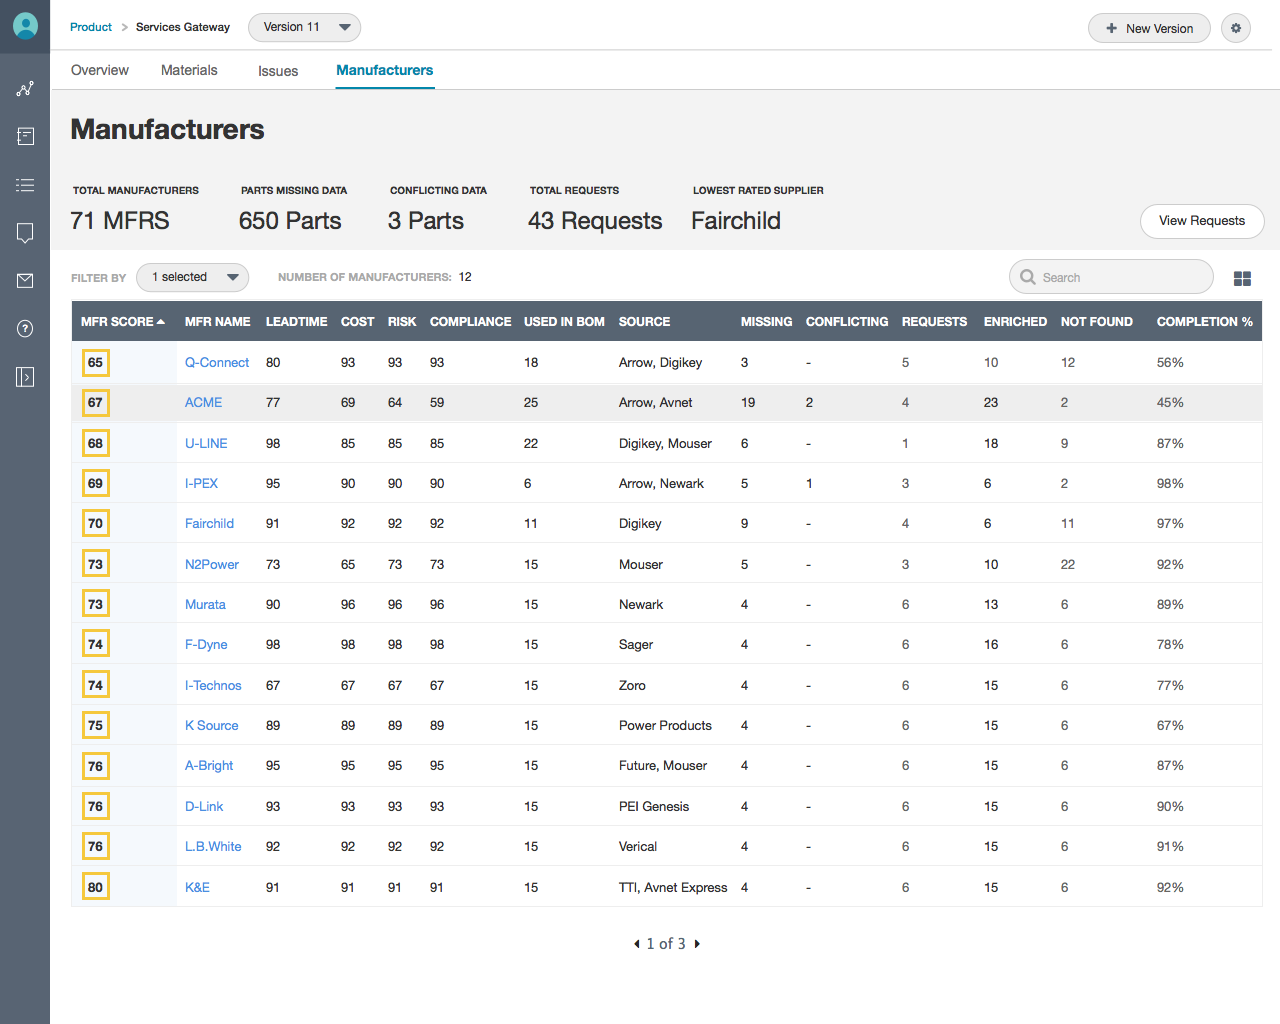 Product > Services Gateway Version 11 + New Version
Overview Materials Issues Manufacturers
Manufacturers
TOTAL MANUFACTURERS PARTS MISSING DATA CONFLICTING DATA TOTAL REQUESTS LOWEST RATED SUPPLIER
71 MFRS 650 Parts 3 Parts 43 Requests Fairchild View Requests
FILTER BY 1 selected NUMBER OF MANUFACTURERS: 12 Search
MFR SCORE MFR NAME LEADTIME COST RISK COMPLIANCE USED IN BOM SOURCE MISSING CONFLICTING REQUESTS ENRICHED NOT FOUND COMPLETION %
65 Q-Connect 80 93 93 93 18 Arrow, Digikey 3 - 5 10 12 56%
67 ACME 77 69 64 59 25 Arrow, Avnet 19 2 4 23 2 45%
68 U-LINE 98 85 85 85 22 Digikey, Mouser 6 - 1 18 9 87%
69 I-PEX 95 90 90 90 6 Arrow, Newark 5 1 3 6 2 98%
70 Fairchild 91 92 92 92 11 Digikey 9 - 4 6 11 97%
73 N2Power 73 65 73 73 15 Mouser 5 - 3 10 22 92%
73 Murata 90 96 96 96 15 Newark 4 - 6 13 6 89%
74 F-Dyne 98 98 98 98 15 Sager 4 - 6 16 6 78%
74 I-Technos 67 67 67 67 15 Zoro 4 - 6 15 6 77%
75 K Source 89 89 89 89 15 Power Products 4 - 6 15 6 67%
76 A-Bright 95 95 95 95 15 Future, Mouser 4 - 6 15 6 87%
76 D-Link 93 93 93 93 15 PEI Genesis 4 - 6 15 6 90%
76 L.B.White 92 92 92 92 15 Verical 4 - 6 15 6 91%
80 K&E 91 91 91 91 15 TTI, Avnet Express 4 - 6 15 6 92%
1 of 3